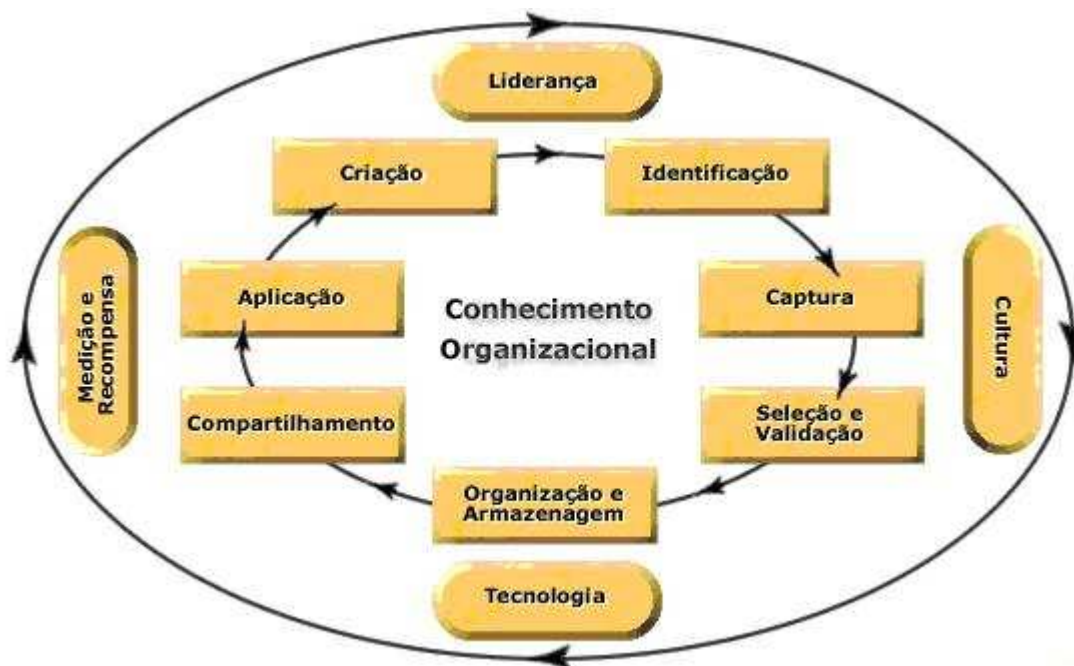 Liderança
Criação
Identificação
Captura
Seleção e
Validação
Organização e
Armazenagem
Compartilhamento
Aplicação
Conhecimento
Organizacional
Cultura
Tecnologia
Medição e
Recompensa